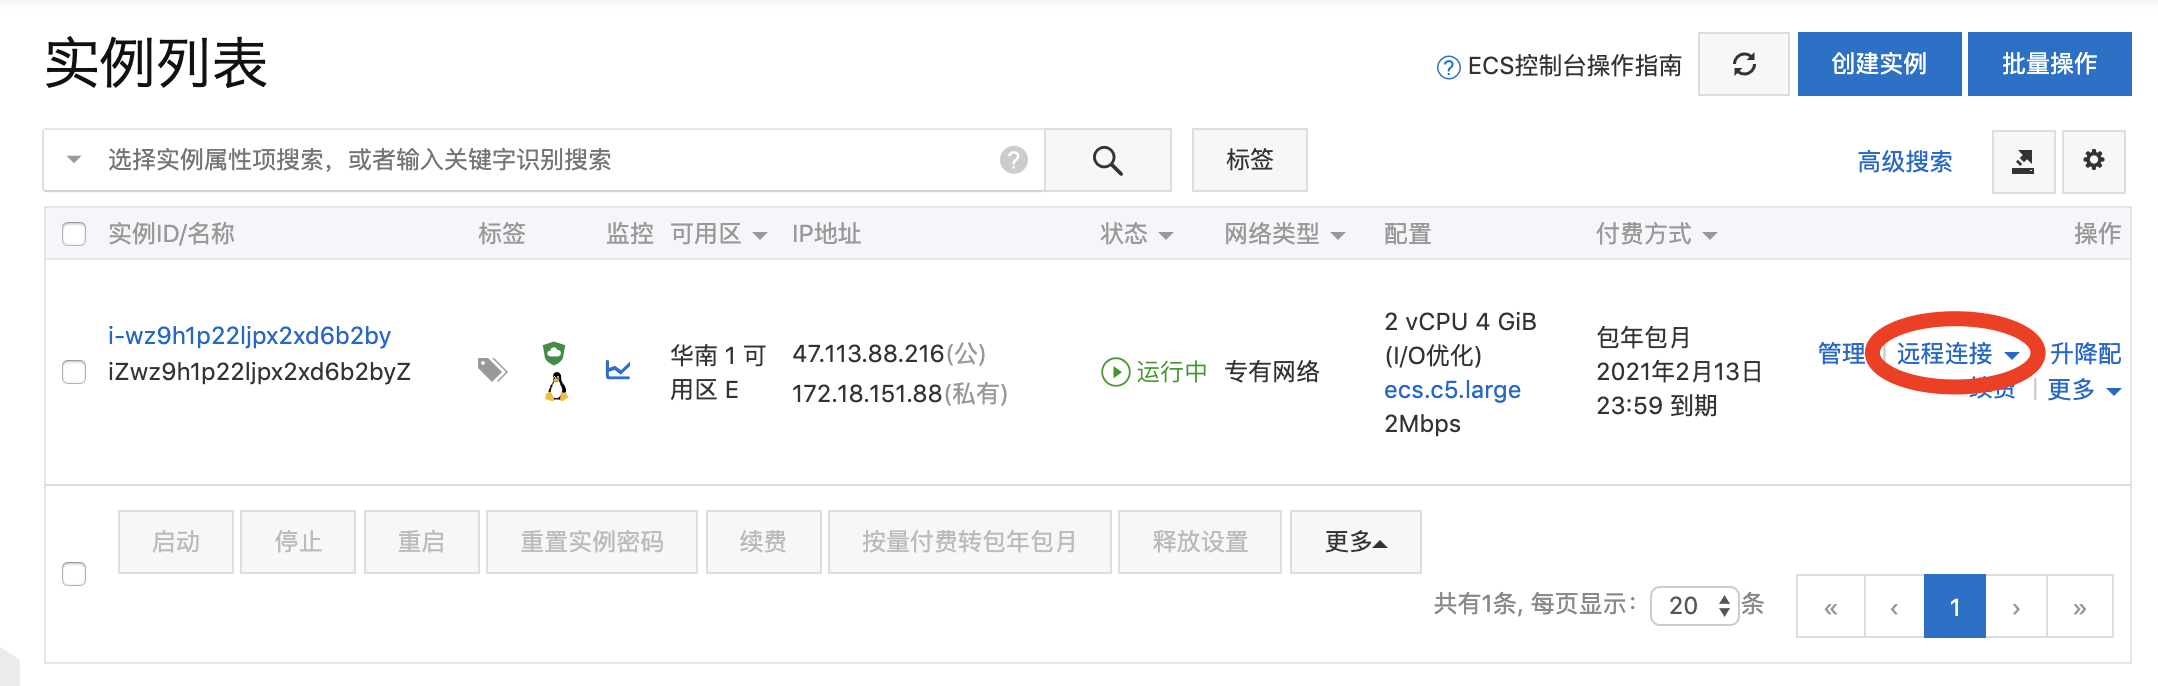 实例列表
ECS控制台操作指南
创建实例
批量操作
选择实例属性项搜索，或者输入关键字识别搜索
标签
高级搜索
实例ID/名称 标签 监控 可用区 IP地址 状态 网络类型 配置 付费方式 操作
i-wz9h1p22ljpx2xd6b2by
iZwz9h1p22ljpx2xd6b2byZ
华南 1 可
用区 E
47.113.88.216(公)
172.18.151.88(私有)
运行中
专有网络
2 vCPU 4 GiB
(I/O优化)
ecs.c5.large
2Mbps
包年包月
2021年2月13日
23:59 到期
管理 远程连接 升降配
续费 | 更多
启动 停止 重启 重置实例密码 续费 按量付费转包年包月 释放设置 更多
共有1条, 每页显示: 20 条 « ‹ 1 › »